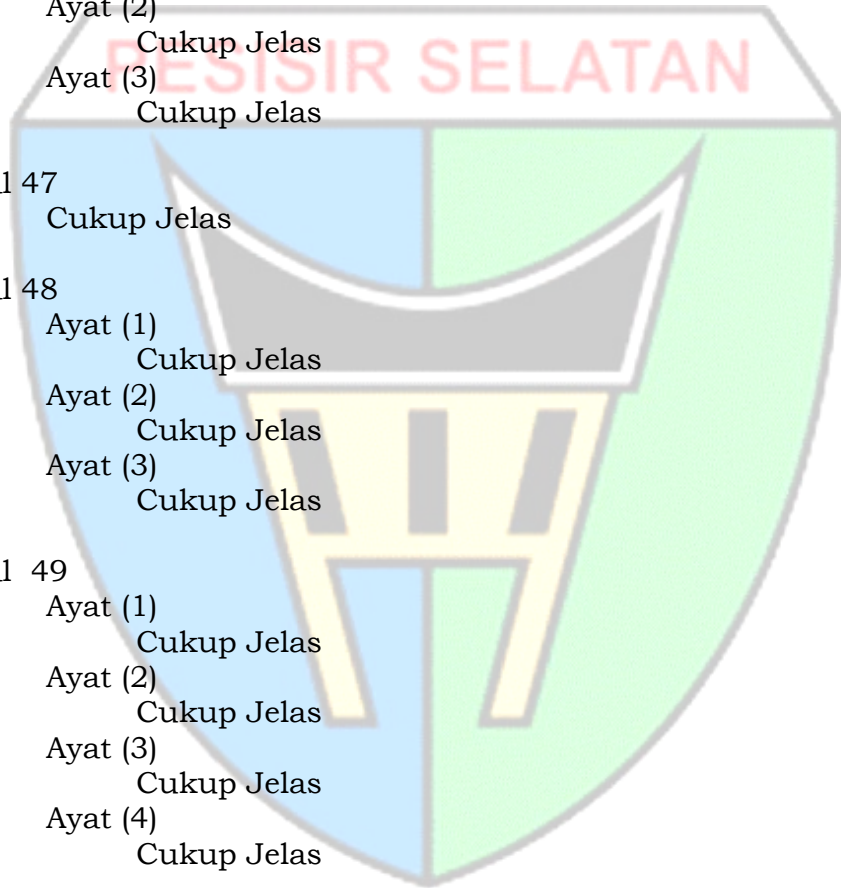 Ayat (2)
PESISIR SELATAN
Cukup Jelas
Ayat (3)
Cukup Jelas
l 47
Cukup Jelas
l 48
Ayat (1)
Cukup Jelas
Ayat (2)
Cukup Jelas
Ayat (3)
Cukup Jelas
l 49
Ayat (1)
Cukup Jelas
Ayat (2)
Cukup Jelas
Ayat (3)
Cukup Jelas
Ayat (4)
Cukup Jelas